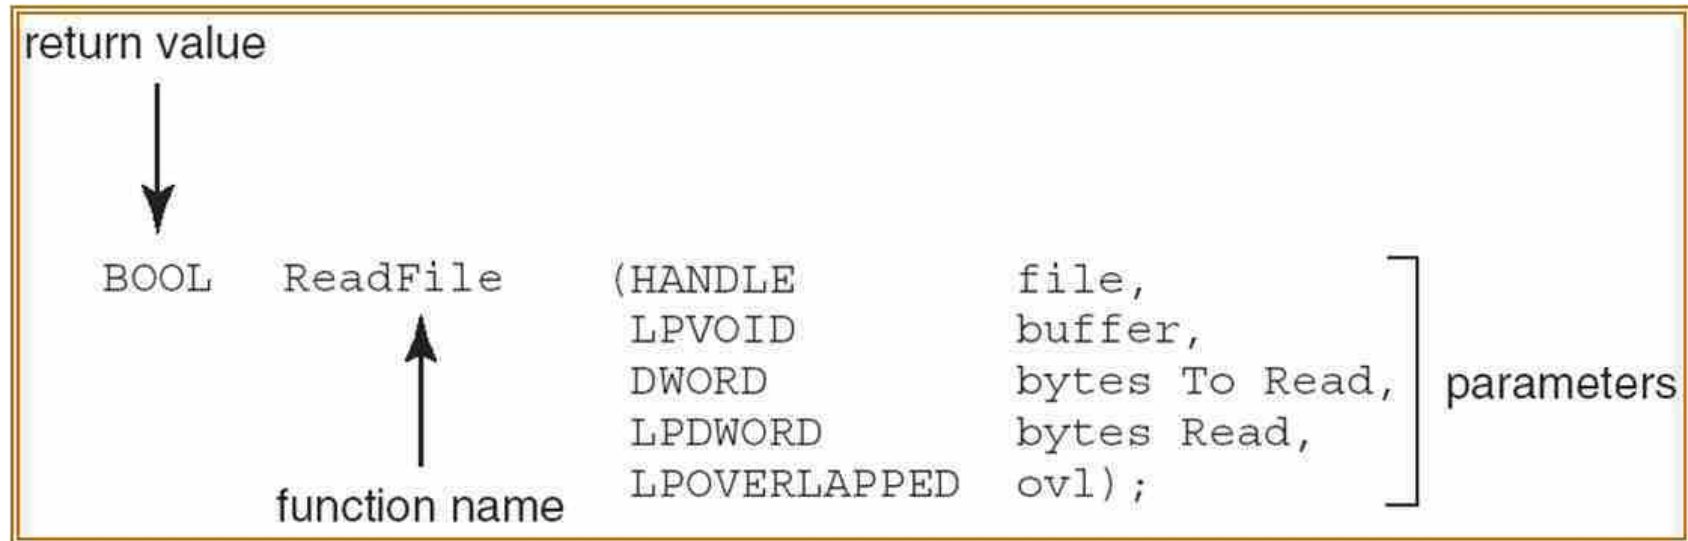 return value
BOOL ReadFile (HANDLE file,
LPVOID buffer,
DWORD bytes To Read,
LPDWORD bytes Read,
LPOVERLAPPED ovl);
parameters
function name